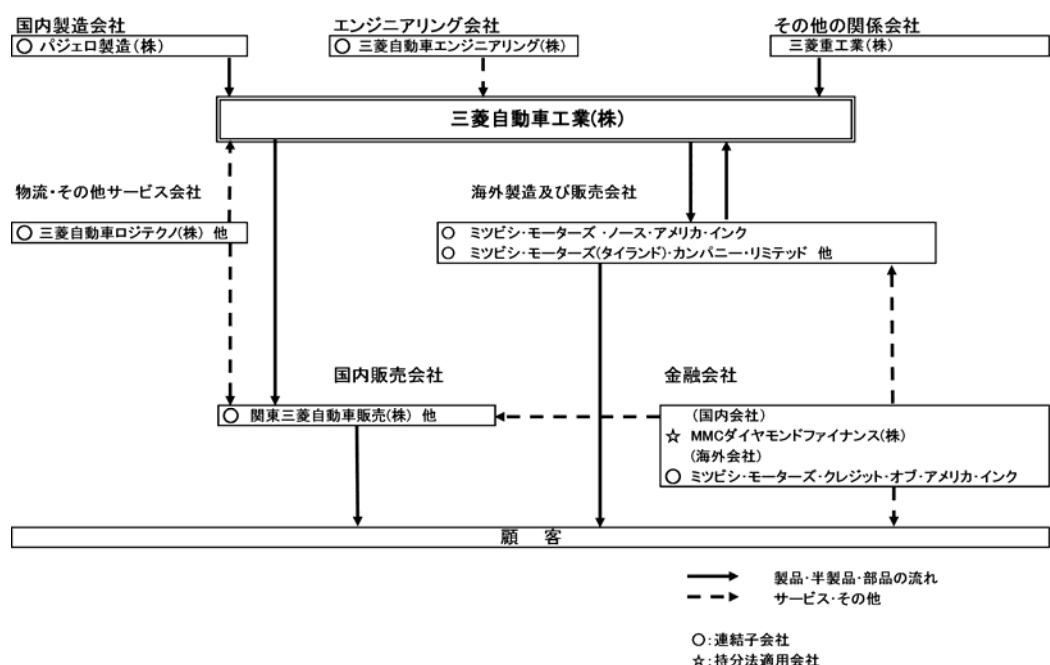 国内製造会社
○ パジェロ製造(株)
エンジニアリング会社
○ 三菱自動車エンジニアリング(株)
その他の関係会社
三菱重工業(株)
三菱自動車工業(株)
物流・その他サービス会社
○ 三菱自動車ロジテクノ(株) 他
海外製造及び販売会社
○ ミツビシ・モーターズ・ノース・アメリカ・インク
○ ミツビシ・モーターズ(タイランド)・カンパニー・リミテッド 他
国内販売会社
○ 関東三菱自動車販売(株) 他
金融会社
(国内会社)
☆ MMCダイヤモンドファイナンス(株)
(海外会社)
○ ミツビシ・モーターズ・クレジット・オブ・アメリカ・インク
顧 客
製品・半製品・部品の流れ
サービス・その他
○:連結子会社
☆:持分法適用会社